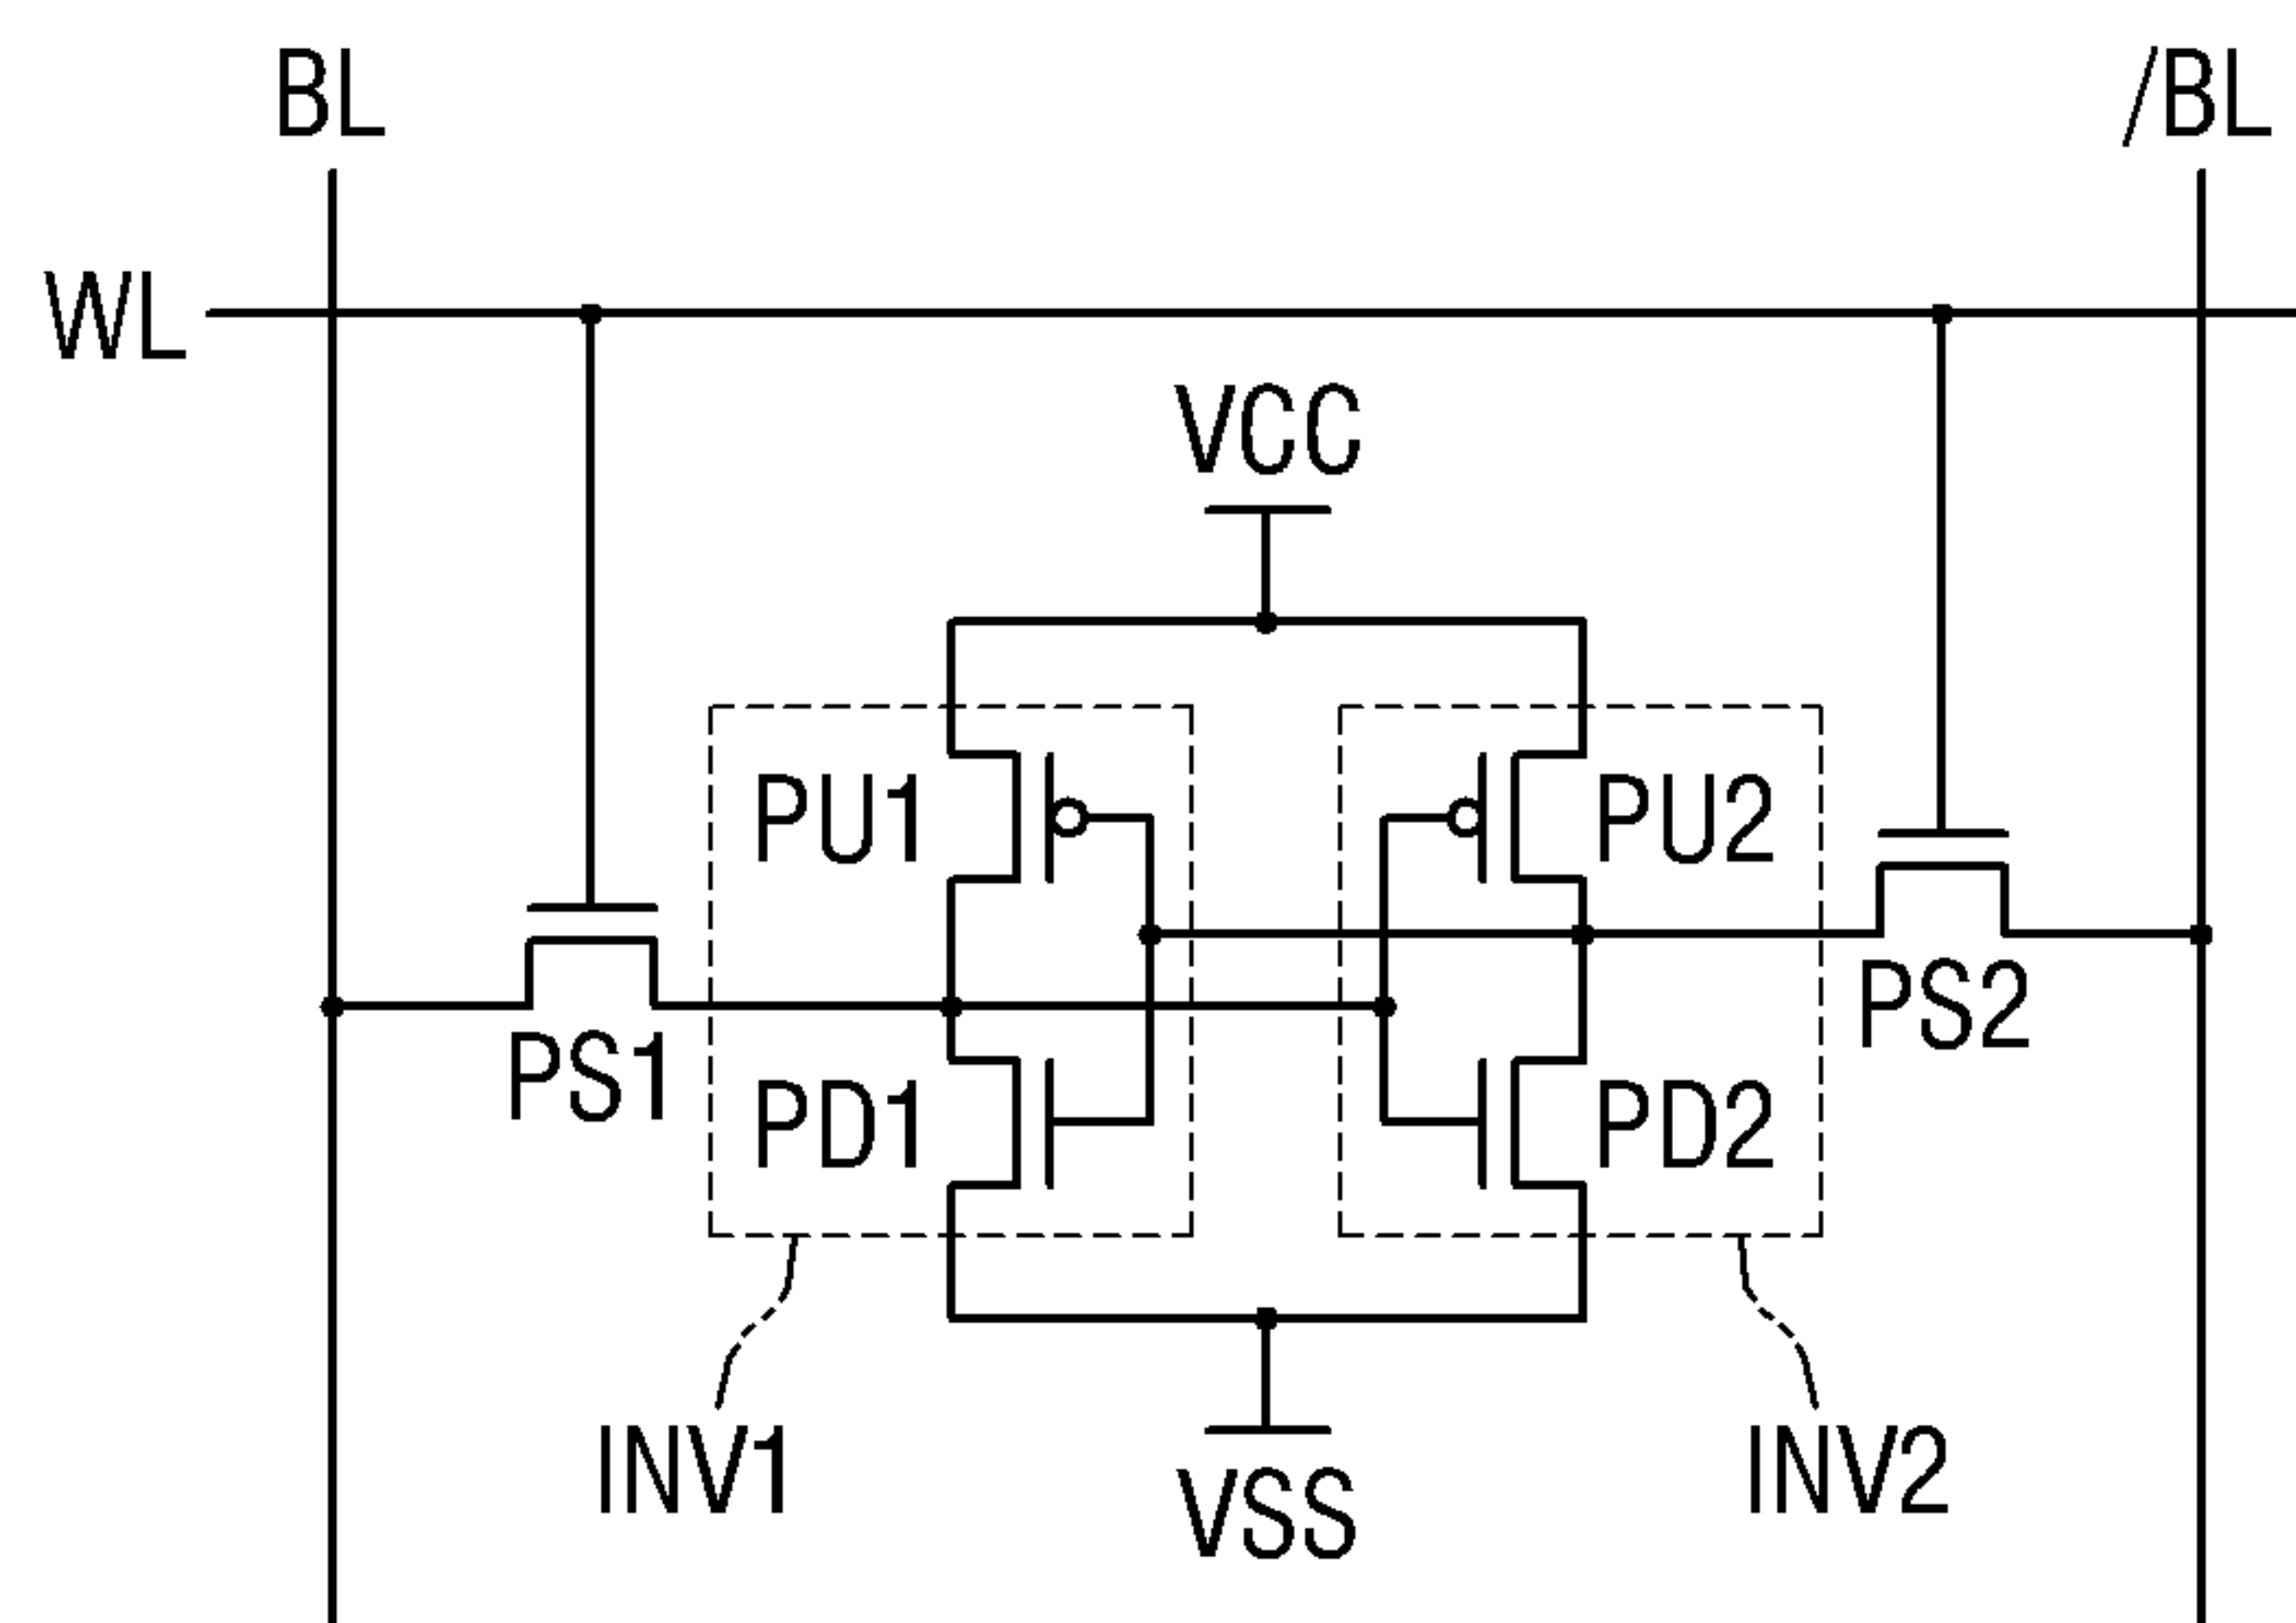 BL /BL
WL
VCC
PU1 PU2
PS1 PS2
PD1 PD2
INV1 INV2
VSS